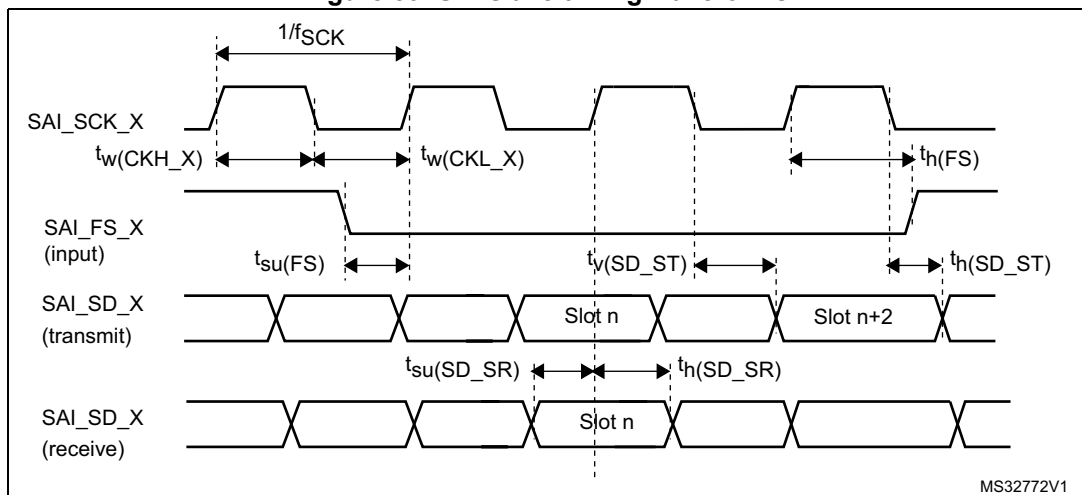 1/fSCK
SAI_SCK_X
tw(CKH_X)
tw(CKL_X)
th(FS)
SAI_FS_X
(input)
tsu(FS)
tv(SD_ST)
th(SD_ST)
SAI_SD_X
(transmit)
Slot n
Slot n+2
tsu(SD_SR)
th(SD_SR)
SAI_SD_X
(receive)
Slot n
MS32772V1